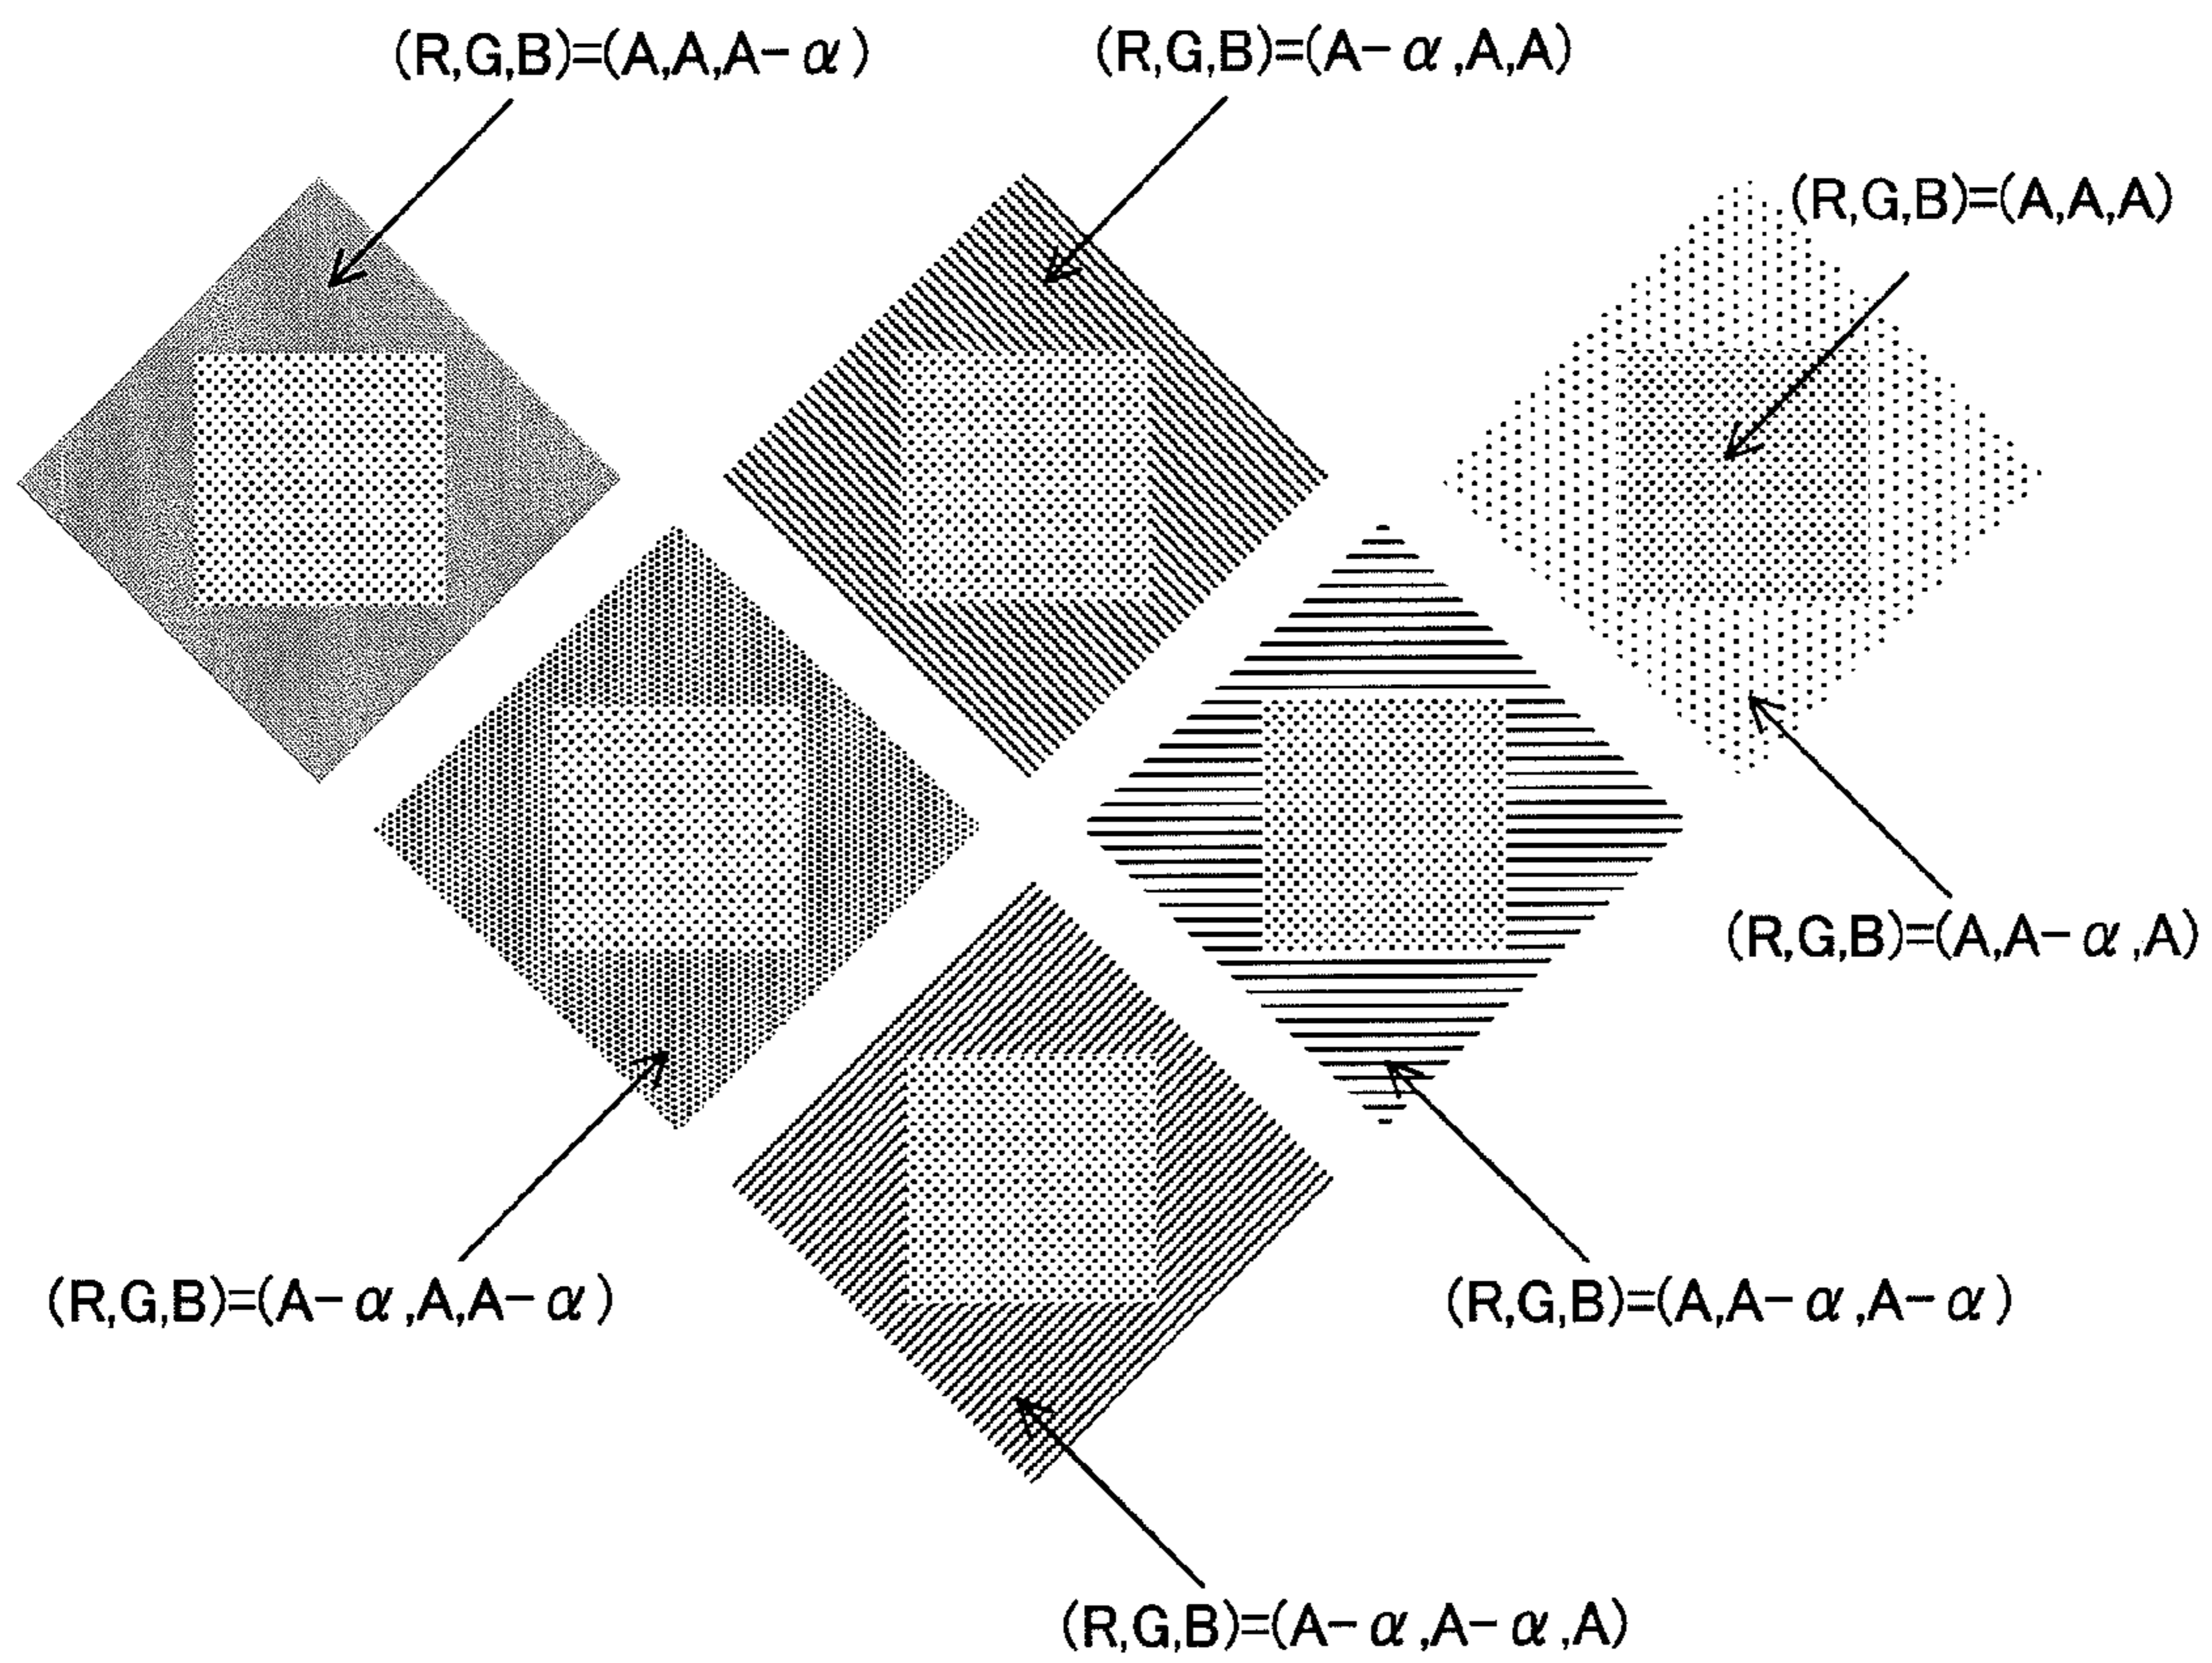 (R,G,B)=(A,A,A-α)
(R,G,B)=(A-α,A,A)
(R,G,B)=(A,A,A)
(R,G,B)=(A,A-α,A)
(R,G,B)=(A-α,A,A-α)
(R,G,B)=(A,A-α,A-α)
(R,G,B)=(A-α,A-α,A)